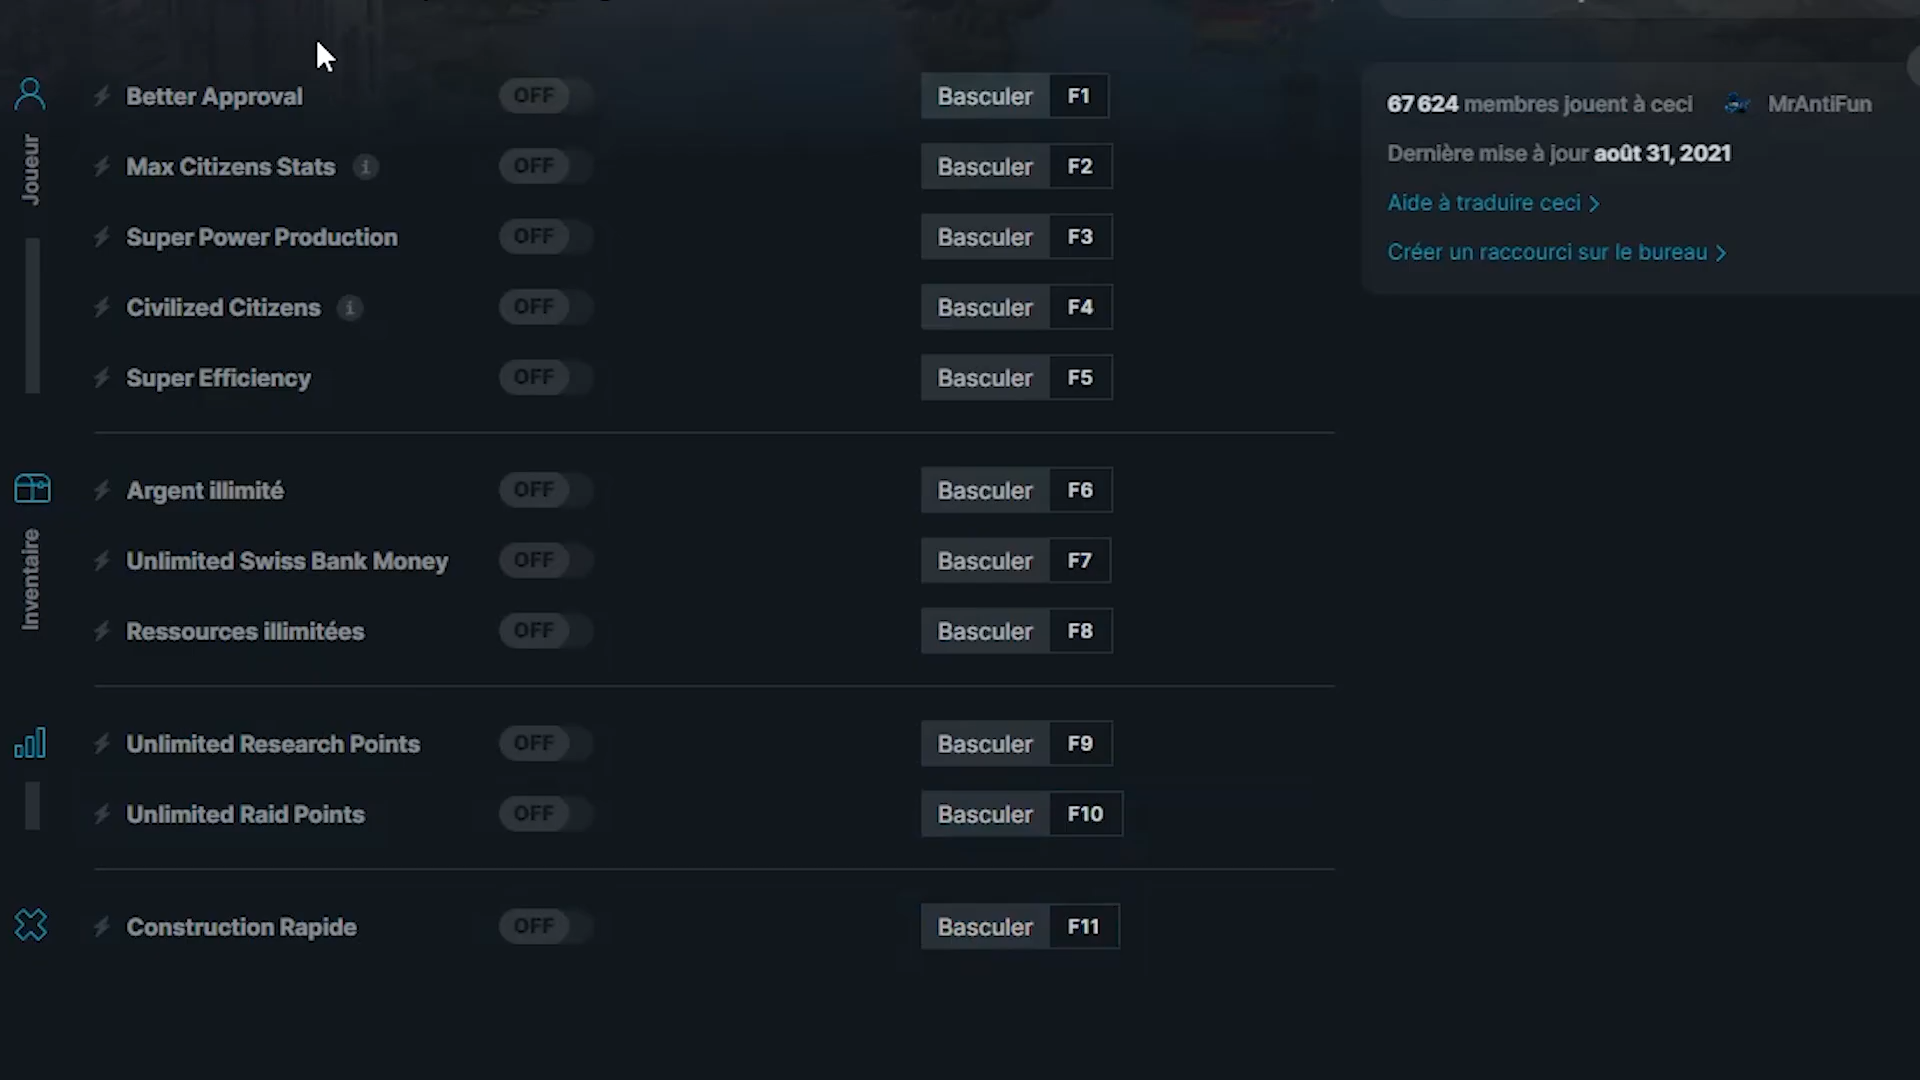 Better Approval OFF Basculer F1
Max Citizens Stats OFF Basculer F2
Super Power Production OFF Basculer F3
Civilized Citizens OFF Basculer F4
Super Efficiency OFF Basculer F5
Joueur
Argent illimité OFF Basculer F6
Unlimited Swiss Bank Money OFF Basculer F7
Ressources illimitées OFF Basculer F8
Inventaire
Unlimited Research Points OFF Basculer F9
Unlimited Raid Points OFF Basculer F10
Construction Rapide OFF Basculer F11
67 624 membres jouent à ceci MrAntiFun
Dernière mise à jour août 31, 2021
Aide à traduire ceci >
Créer un raccourci sur le bureau >